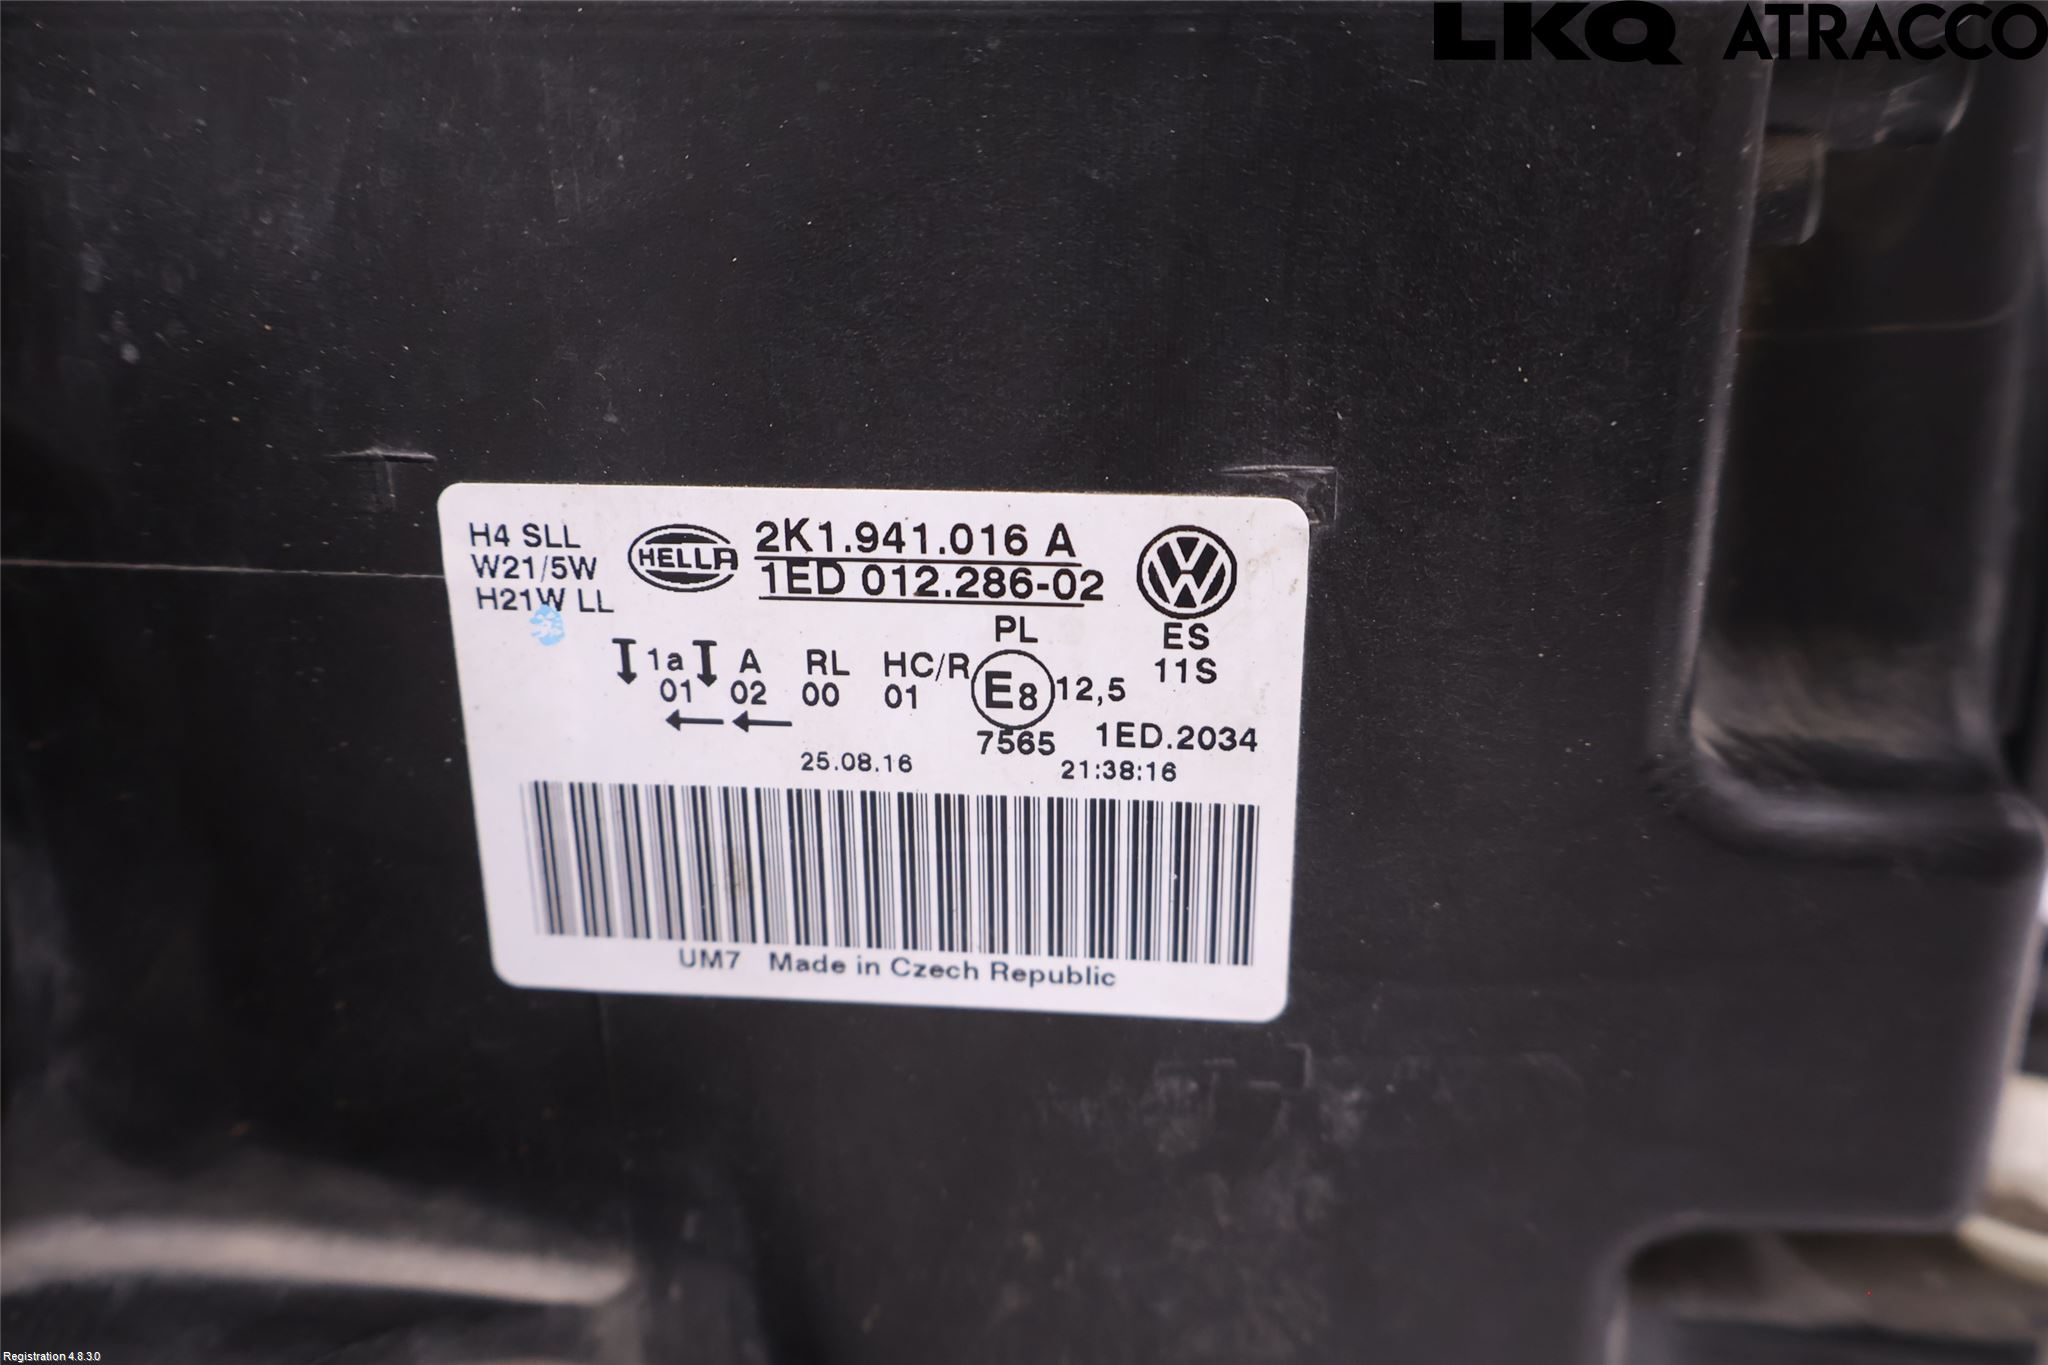 LKQ ATRACCO
H4 SLL
W21/5W
H21W LL
HELLA
2K1.941.016 A
1ED 012.286-02
PL
ES
11S
1a A RL HC/R E8 12,5
01 02 00 01
7565 1ED.2034
25.08.16 21:38:16
UM7 Made in Czech Republic
Registration 4.8.3.0